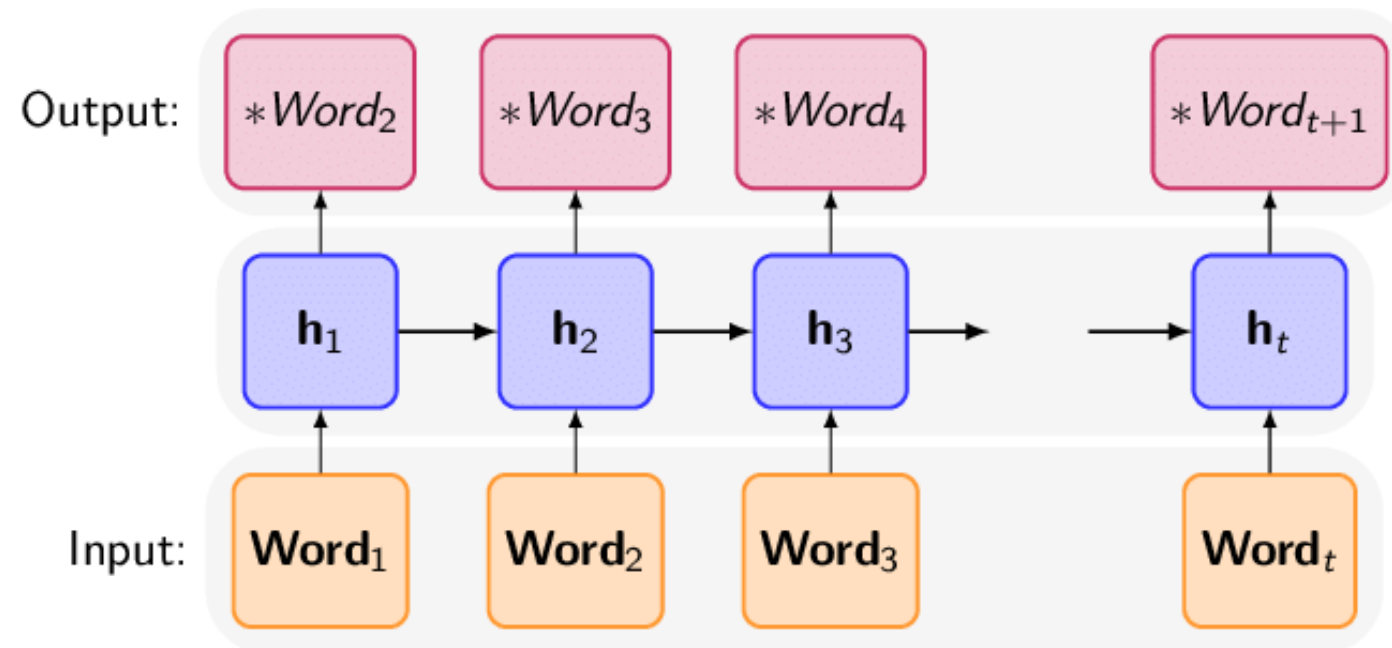 Output: *Word₂ *Word₃ *Word₄ *Wordₜ₊₁
h₁ h₂ h₃ hₜ
Input: Word₁ Word₂ Word₃ Wordₜ